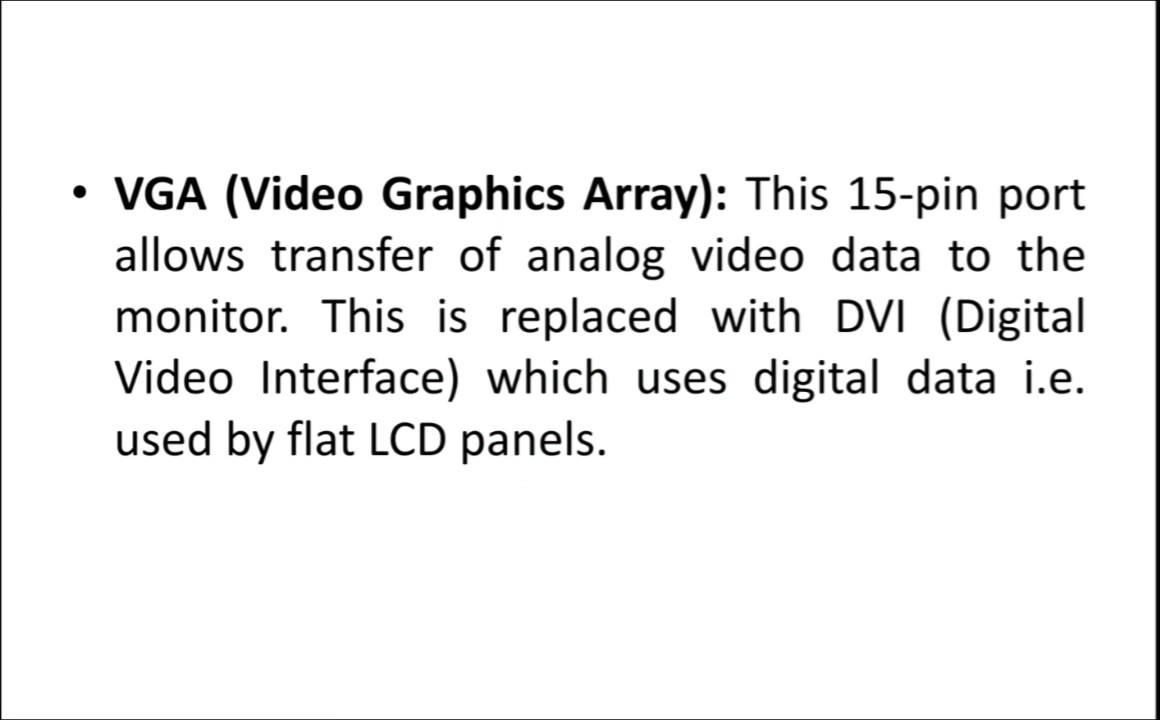 • VGA (Video Graphics Array): This 15-pin port
allows transfer of analog video data to the
monitor. This is replaced with DVI (Digital
Video Interface) which uses digital data i.e.
used by flat LCD panels.